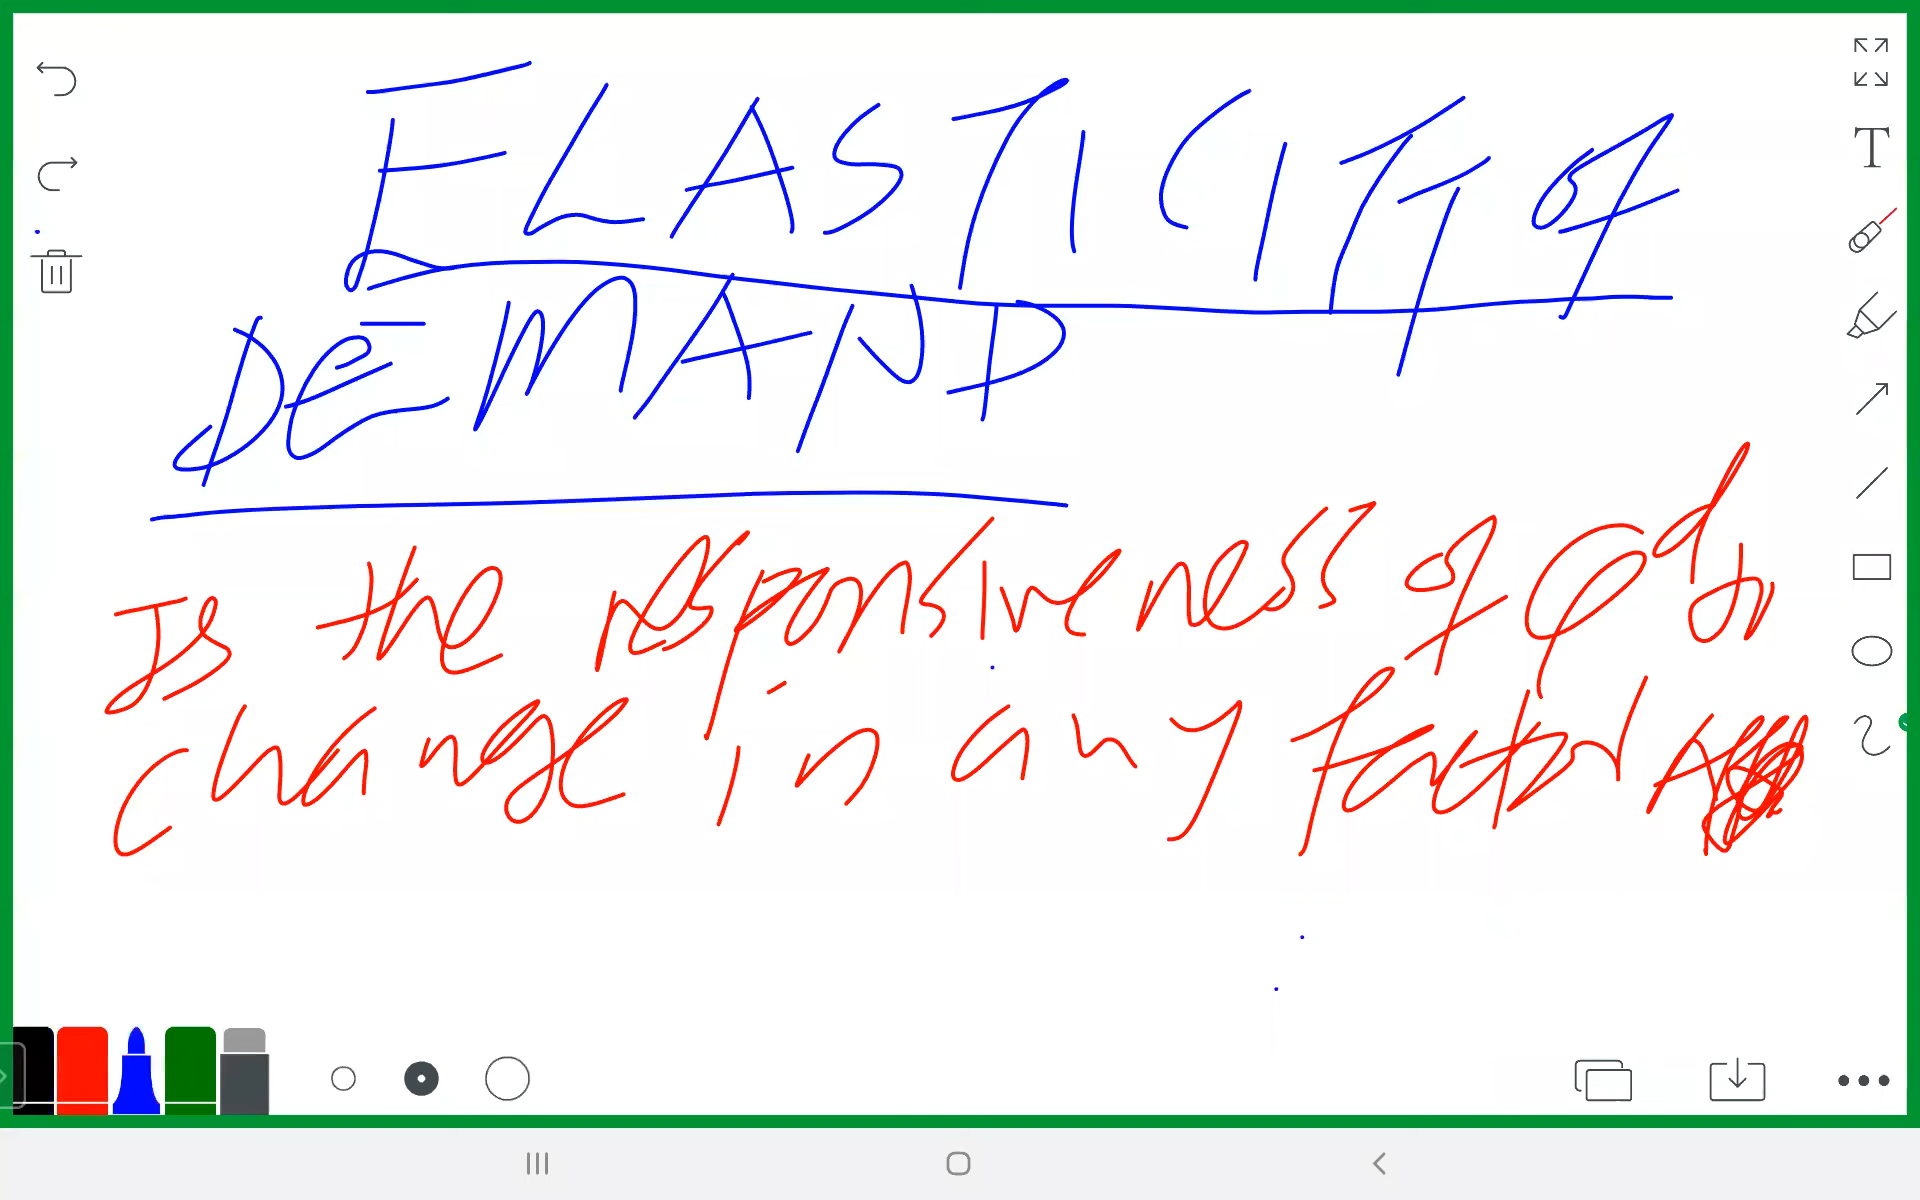 ELASTICITY of
DEMAND
Is the responsiveness of Qd to
change in any factor
T